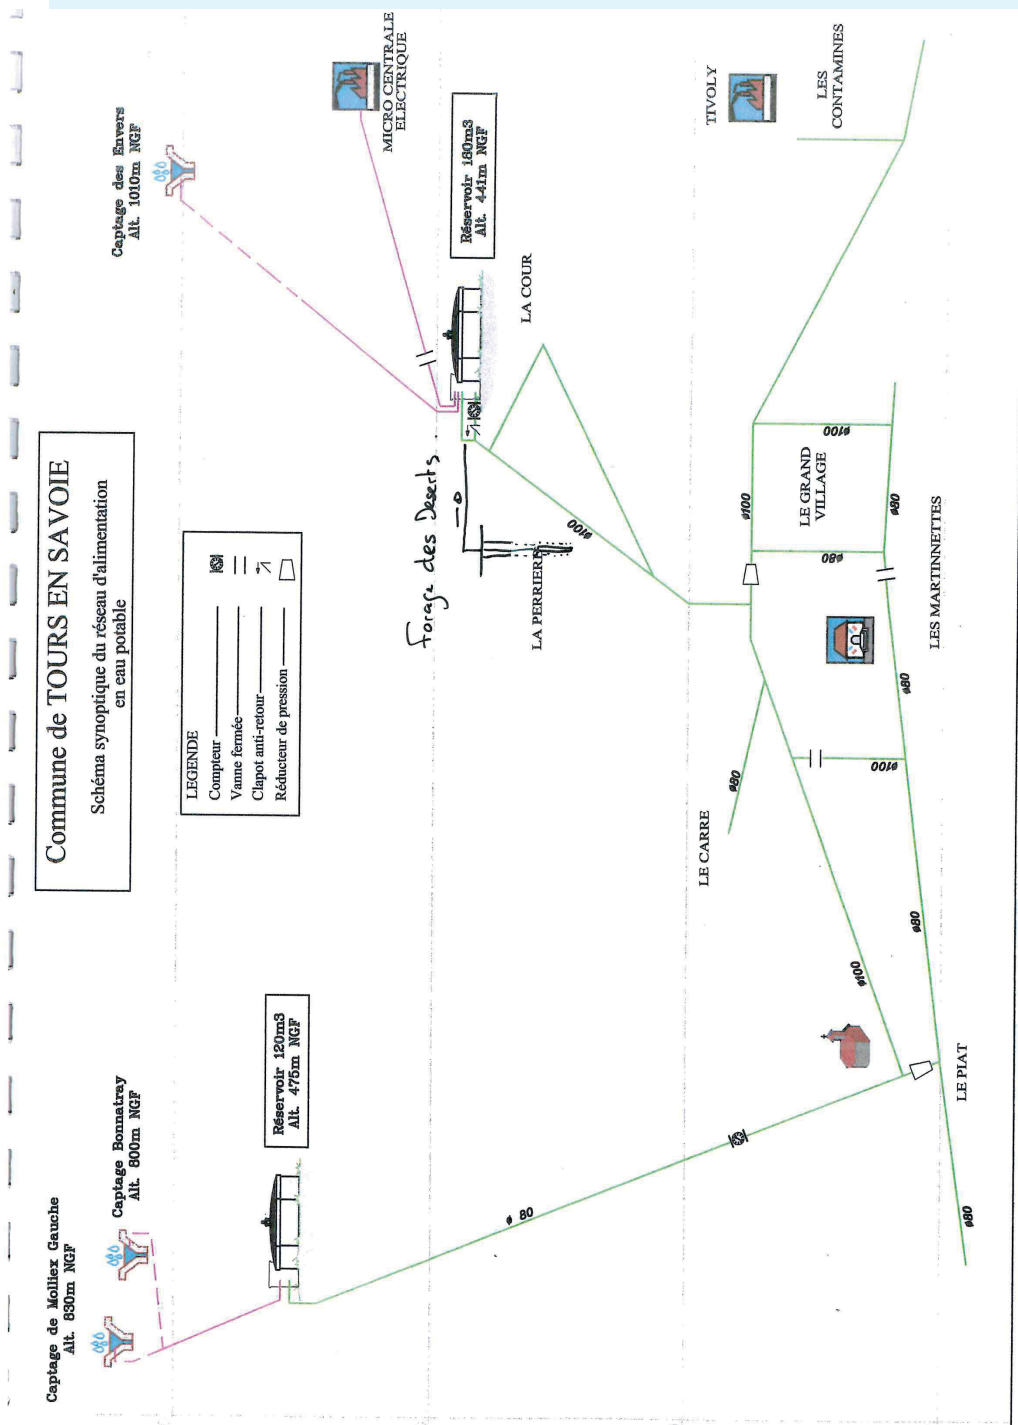 Commune de TOURS EN SAVOIE
Schéma synoptique du réseau d'alimentation
en eau potable
LEGENDE
Compteur
Vanne fermée
Clapot anti-retour
Réducteur de pression
Captage de Molliex Gauche
Alt. 830m NGF
Captage Bonnatray
Alt. 800m NGF
Captage des Envers
Alt. 1010m NGF
MICRO CENTRALE
ELECTRIQUE
Réservoir 120m3
Alt. 475m NGF
Réservoir 180m3
Alt. 441m NGF
Forage des Deserts
LA PERRIERE
LA COUR
ø100
ø 80
LE CARRE
ø80
TIVOLY
LES
CONTAMINES
ø100
ø100
LE GRAND
VILLAGE
ø80
ø80
LES MARTINNETTES
ø80
ø100
ø100
ø80
LE PIAT
ø80